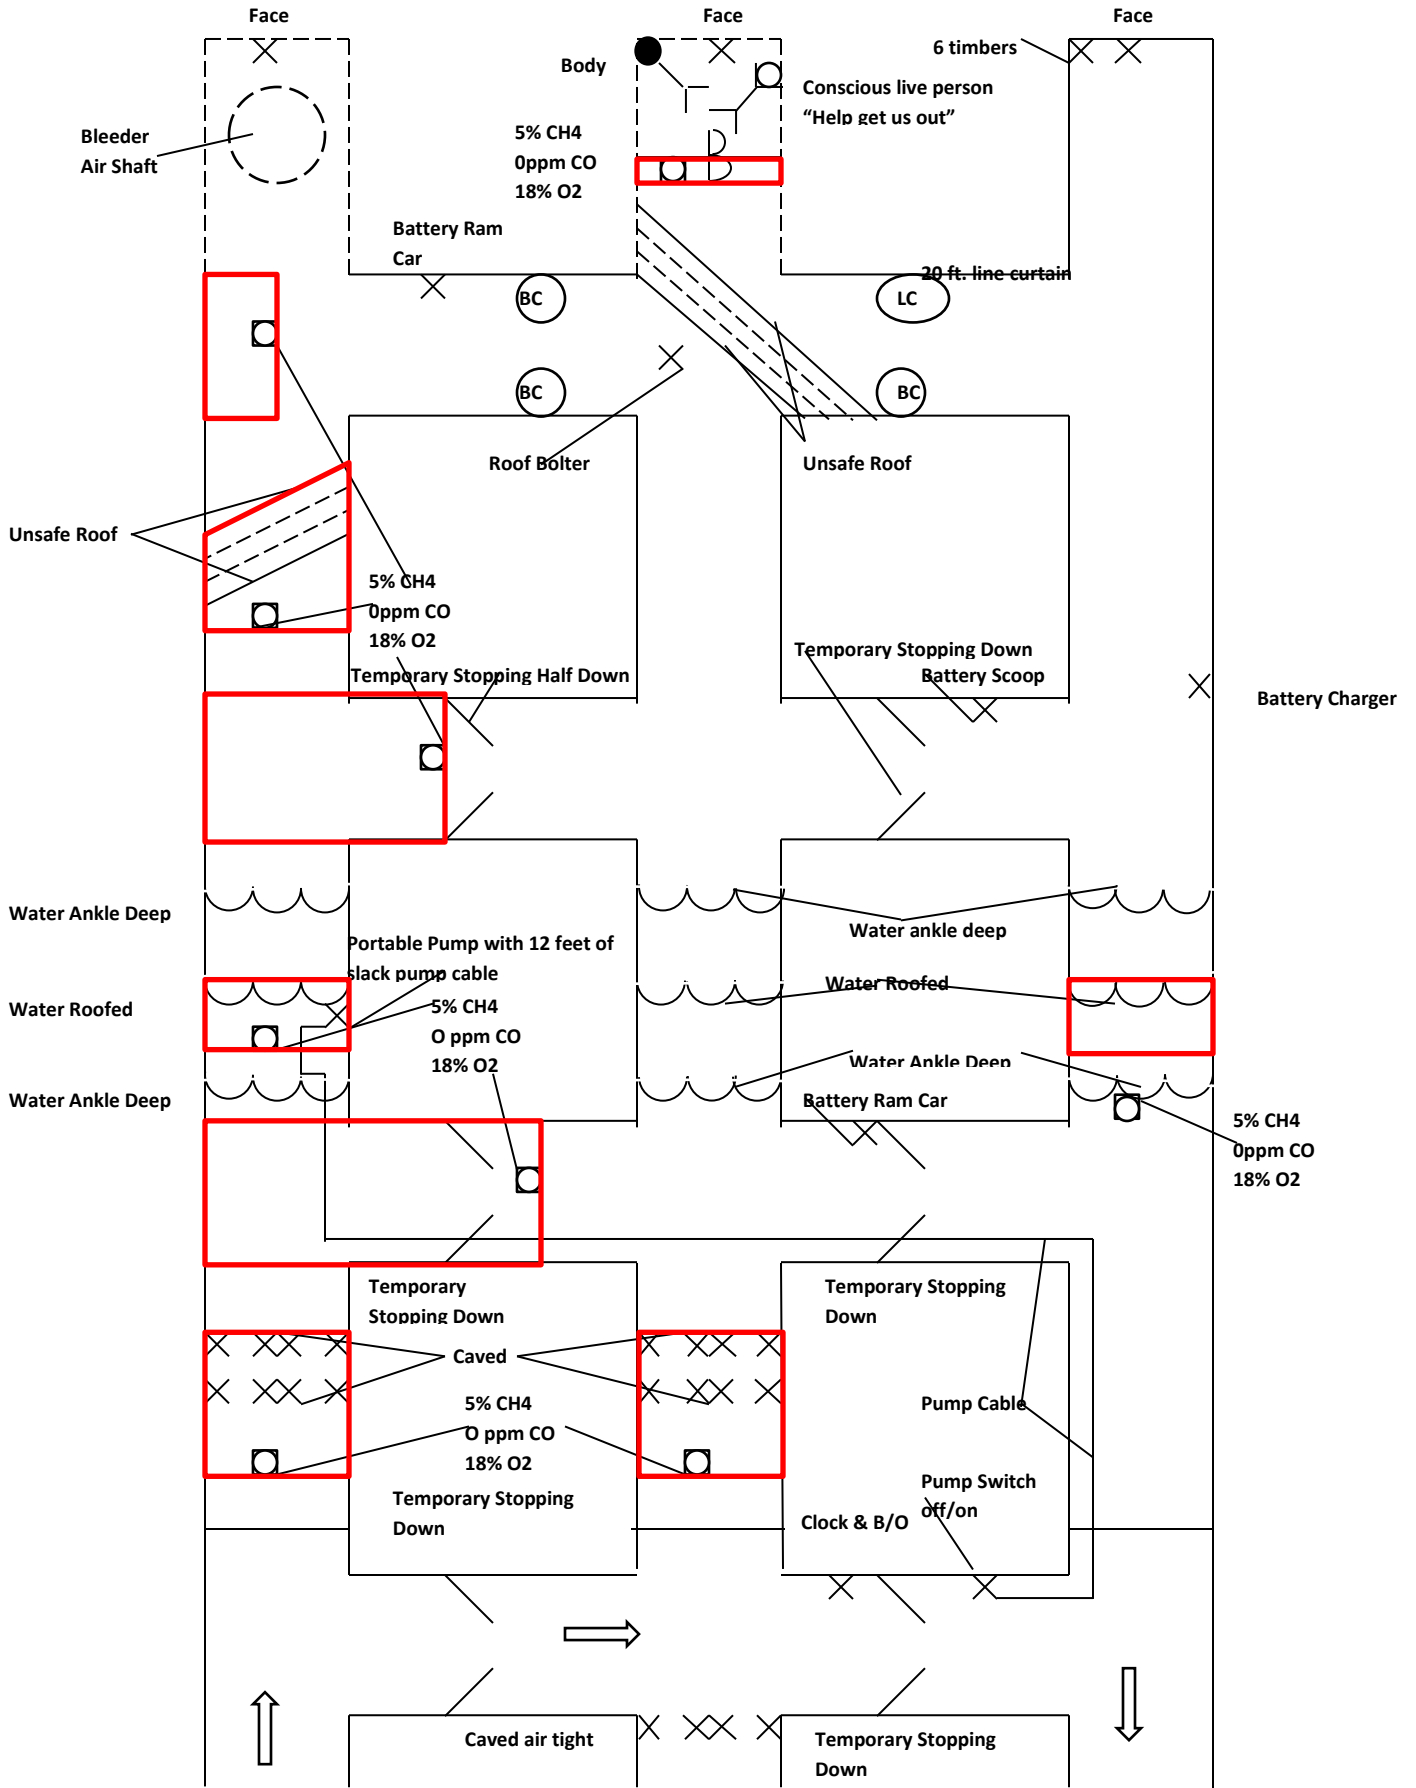 Face
Face
Face
6 timbers
Body
Conscious live person
“Help get us out”
Bleeder
Air Shaft
5% CH4
0ppm CO
18% O2
Battery Ram
Car
20 ft. line curtain
BC
LC
BC
BC
Roof Bolter
Unsafe Roof
Unsafe Roof
5% CH4
0ppm CO
18% O2
Temporary Stopping Down
Temporary Stopping Half Down
Battery Scoop
Battery Charger
Water Ankle Deep
Water ankle deep
Portable Pump with 12 feet of
slack pump cable
Water Roofed
Water Roofed
5% CH4
O ppm CO
18% O2
Water Ankle Deep
Water Ankle Deep
Battery Ram Car
5% CH4
0ppm CO
18% O2
Temporary
Stopping Down
Temporary Stopping
Down
Caved
5% CH4
O ppm CO
18% O2
Pump Cable
Temporary Stopping
Down
Pump Switch
off/on
Clock & B/O
Caved air tight
Temporary Stopping
Down